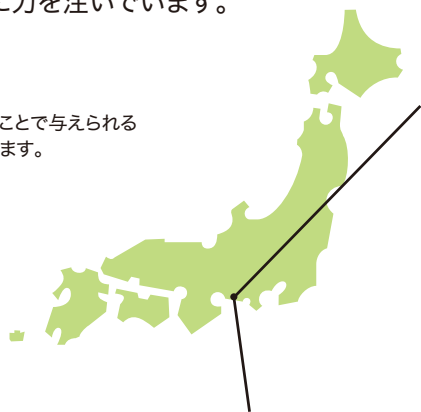 に力を注いでいます。
ことで与えられる
ます。